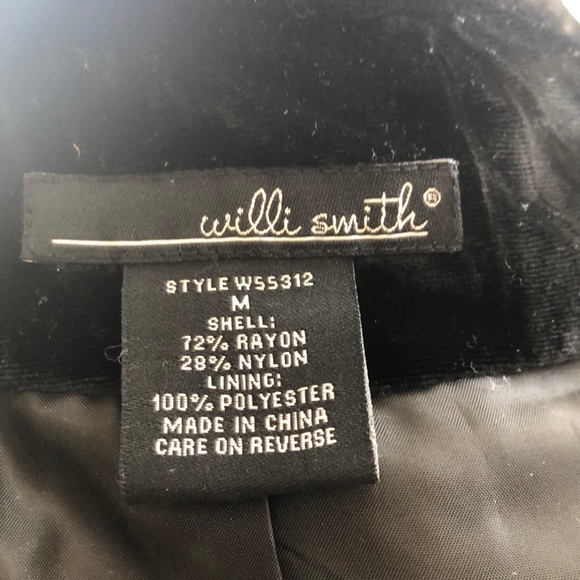 willi smith®
STYLE W55312
M
SHELL:
72% RAYON
28% NYLON
LINING:
100% POLYESTER
MADE IN CHINA
CARE ON REVERSE